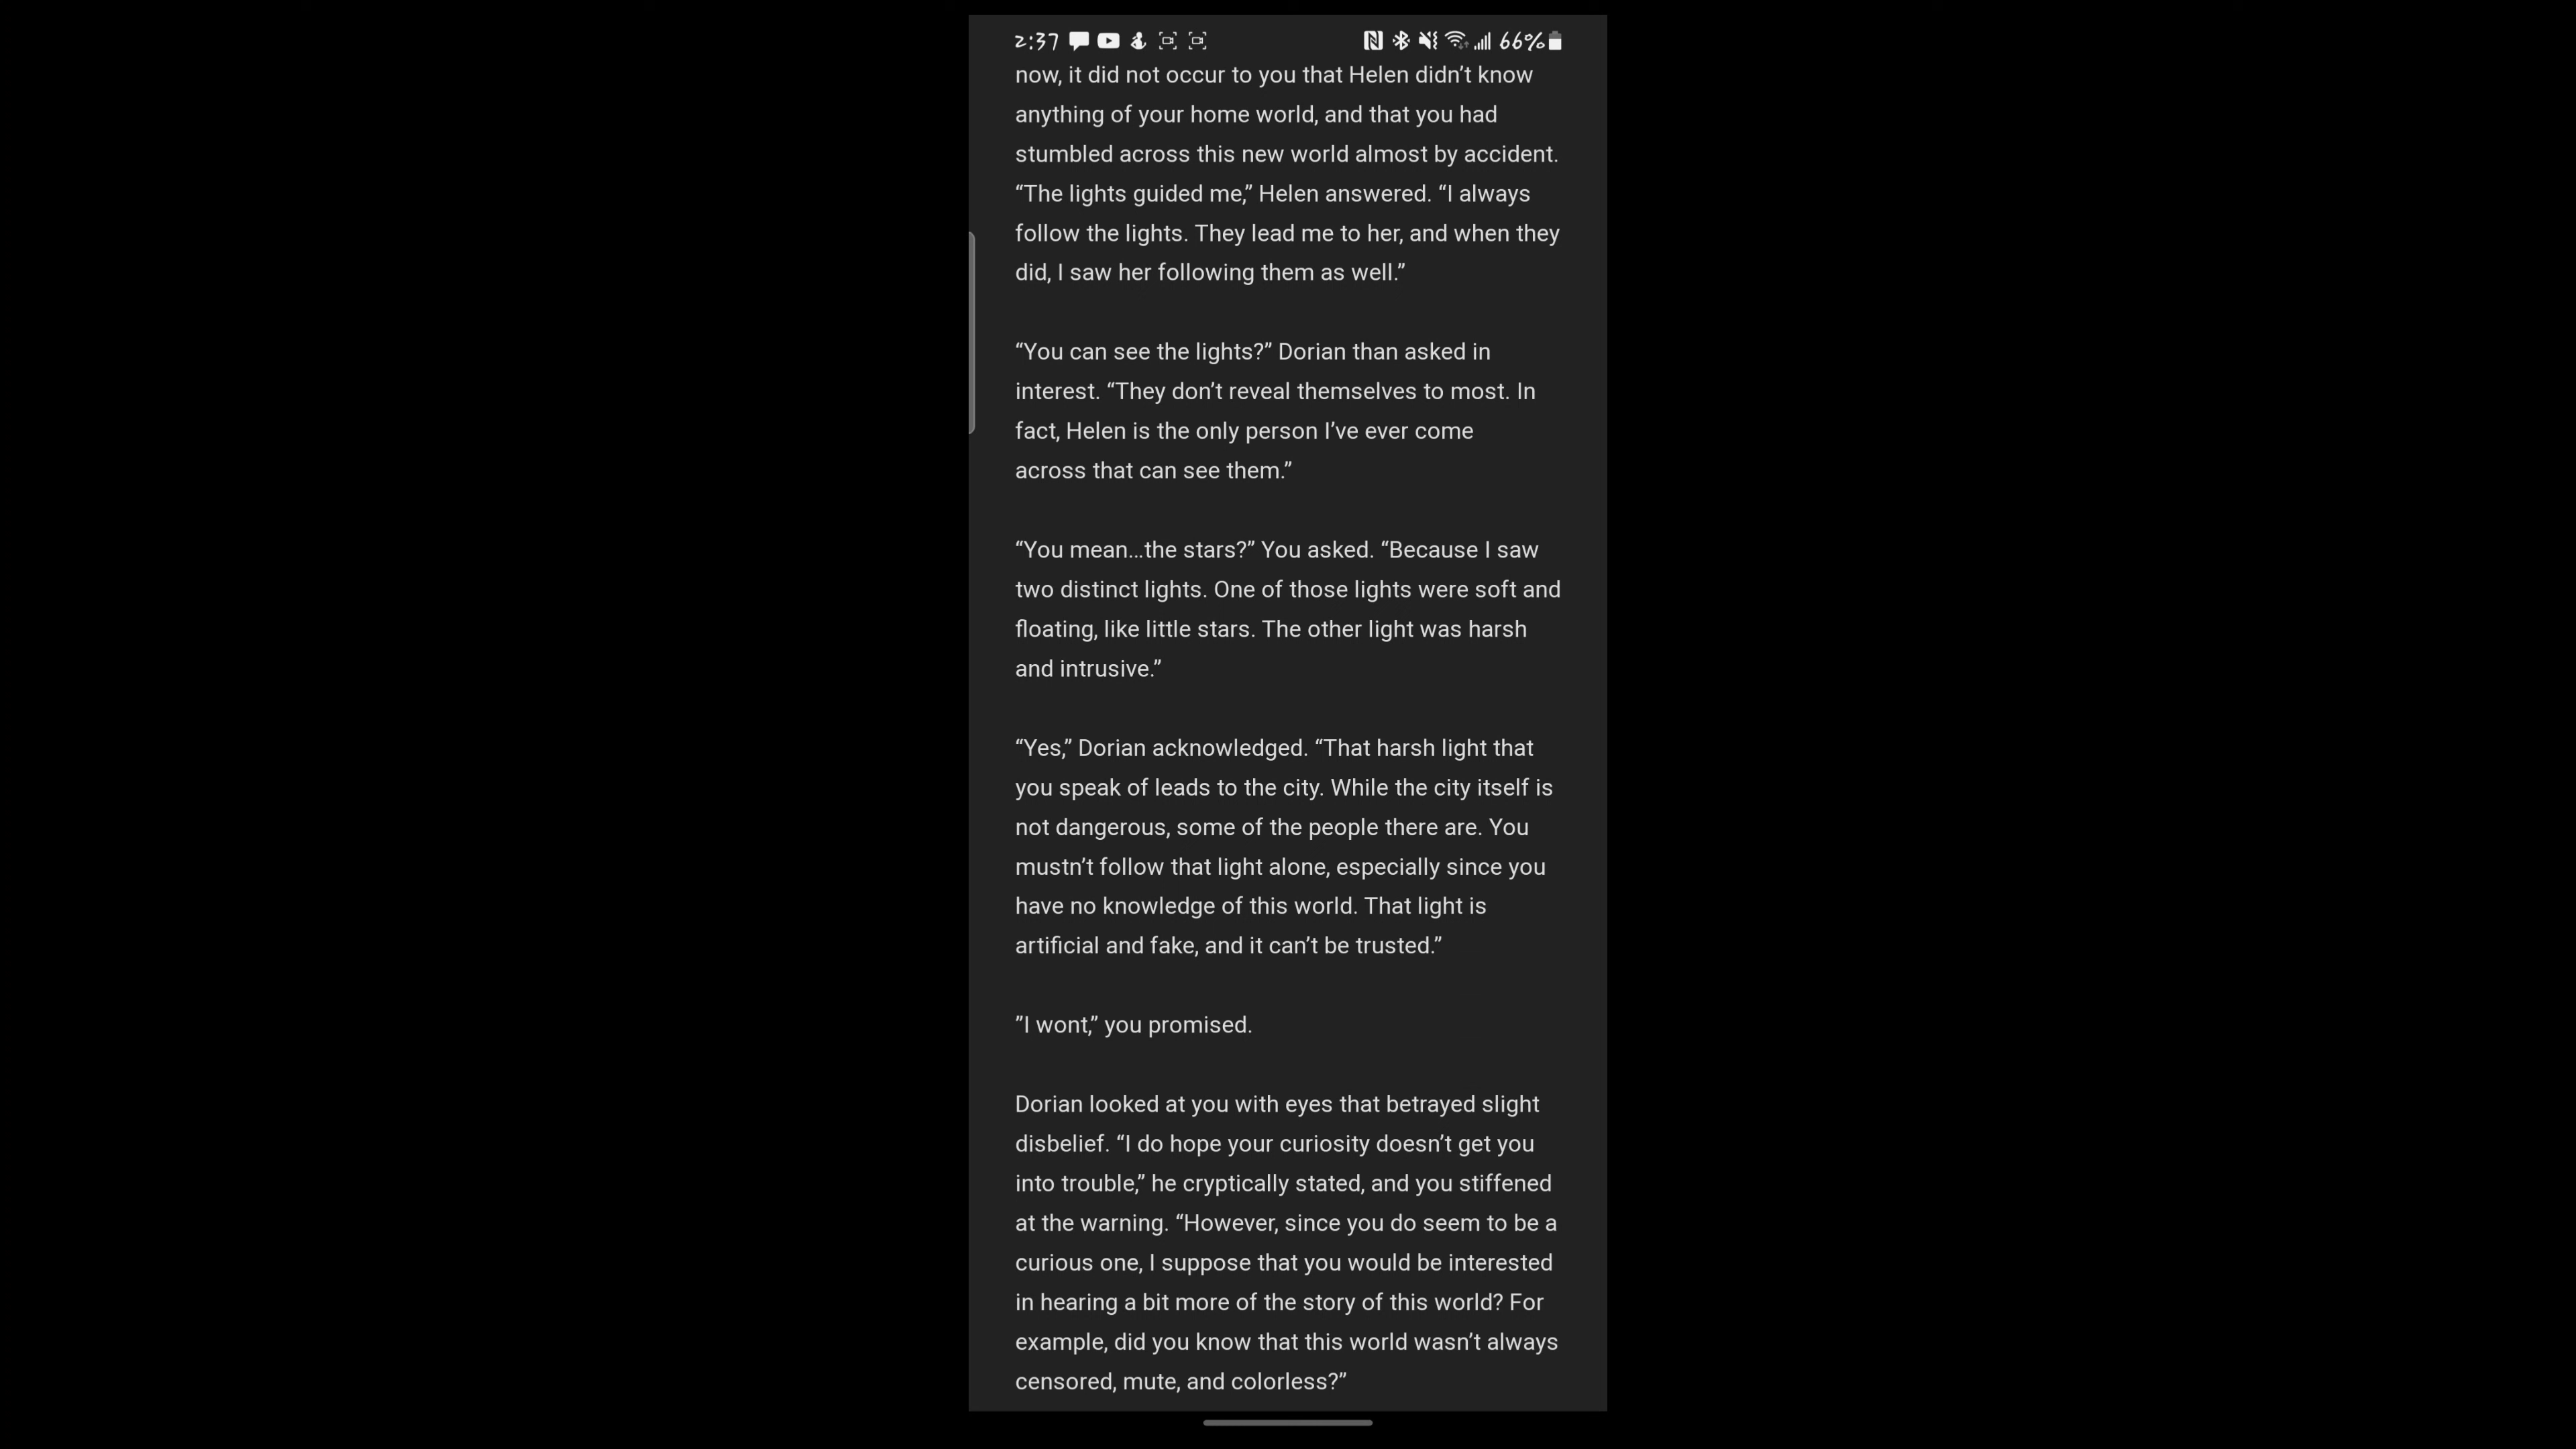 2:37 66%
now, it did not occur to you that Helen didn’t know
anything of your home world, and that you had
stumbled across this new world almost by accident.
“The lights guided me,” Helen answered. “I always
follow the lights. They lead me to her, and when they
did, I saw her following them as well.”
“You can see the lights?” Dorian than asked in
interest. “They don’t reveal themselves to most. In
fact, Helen is the only person I’ve ever come
across that can see them.”
“You mean…the stars?” You asked. “Because I saw
two distinct lights. One of those lights were soft and
floating, like little stars. The other light was harsh
and intrusive.”
“Yes,” Dorian acknowledged. “That harsh light that
you speak of leads to the city. While the city itself is
not dangerous, some of the people there are. You
mustn’t follow that light alone, especially since you
have no knowledge of this world. That light is
artificial and fake, and it can’t be trusted.”
”I wont,” you promised.
Dorian looked at you with eyes that betrayed slight
disbelief. “I do hope your curiosity doesn’t get you
into trouble,” he cryptically stated, and you stiffened
at the warning. “However, since you do seem to be a
curious one, I suppose that you would be interested
in hearing a bit more of the story of this world? For
example, did you know that this world wasn’t always
censored, mute, and colorless?”